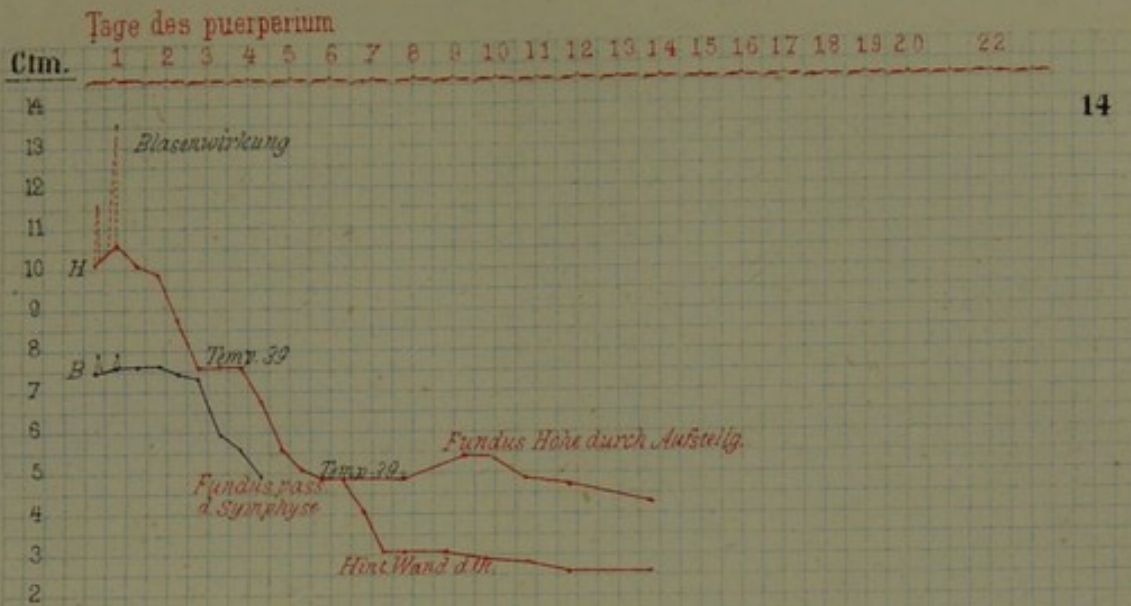 Tage des puerperium
Ctm. 1 2 3 4 5 6 7 8 9 10 11 12 13 14 15 16 17 18 19 20 22
14
14
13
Blasenwirkung
12
11
H
10
9
8
Temp. 39
B
7
6
Fundus Höhe durch Aufsteilg.
5
Temp. 39.
Fundus pass.
d. Symphyse
4
3
Hint. Wand d.
2